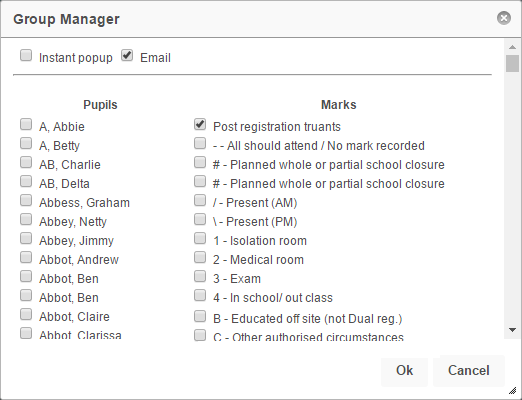 Group Manager
Instant popup Email
Pupils Marks
A, Abbie Post registration truants
A, Betty - - All should attend / No mark recorded
AB, Charlie # - Planned whole or partial school closure
AB, Delta # - Planned whole or partial school closure
Abbess, Graham / - Present (AM)
Abbey, Netty \ - Present (PM)
Abbey, Jimmy 1 - Isolation room
Abbot, Andrew 2 - Medical room
Abbot, Ben 3 - Exam
Abbot, Ben 4 - In school/ out class
Abbot, Claire B - Educated off site (not Dual reg.)
Abbot, Clarissa C - Other authorised circumstances
Ok Cancel